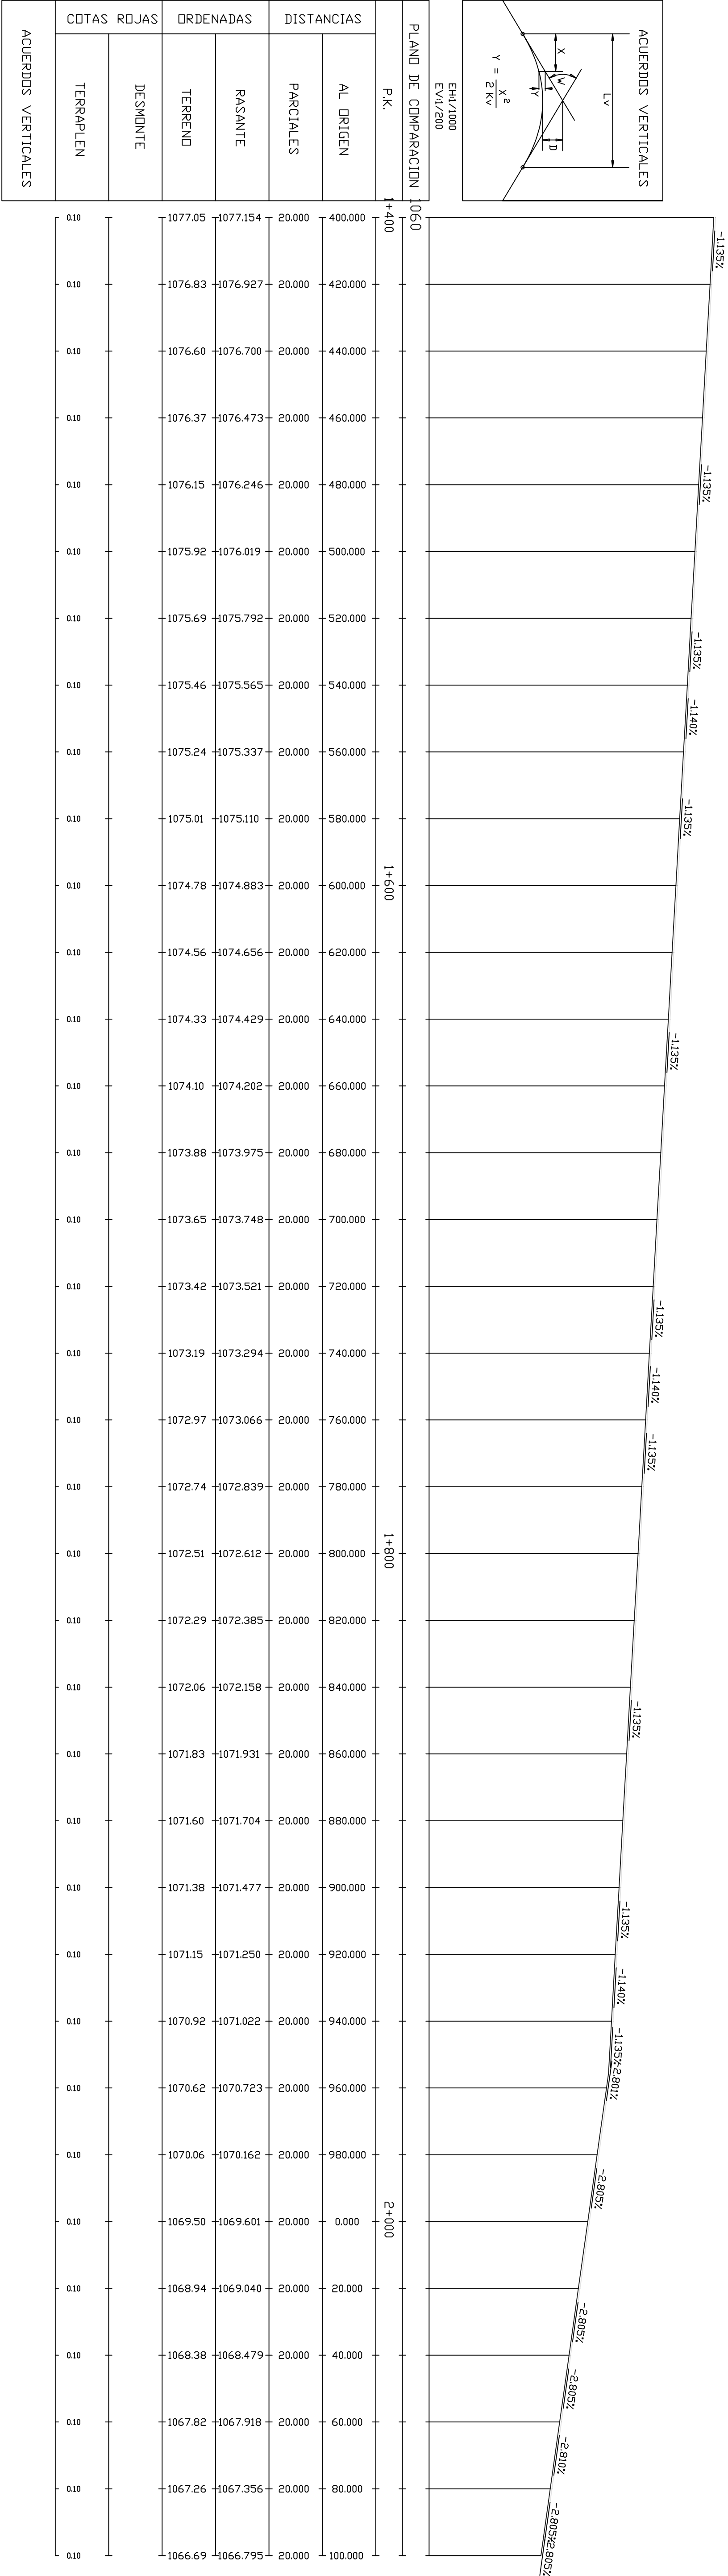 ACUERDOS VERTICALES
Lv
X
W
Y
D
Y = X² / 2 Kv
EH:1/1000
EV:1/200
-1.135%
-1.135%
-1.135%
-1.140%
-1.135%
-1.135%
-1.135%
-1.140%
-1.135%
-1.135%
-1.135%
-1.140%
-1.135%
-2.801%
-2.805%
-2.805%
-2.805%
-2.810%
-2.805%
-2.805%
PLANO DE COMPARACION 1060
P.K. 1+400 1+600 1+800 2+000
DISTANCIAS
AL ORIGEN 400.000 420.000 440.000 460.000 480.000 500.000 520.000 540.000 560.000 580.000 600.000 620.000 640.000 660.000 680.000 700.000 720.000 740.000 760.000 780.000 800.000 820.000 840.000 860.000 880.000 900.000 920.000 940.000 960.000 980.000 0.000 20.000 40.000 60.000 80.000 100.000
PARCIALES 20.000 20.000 20.000 20.000 20.000 20.000 20.000 20.000 20.000 20.000 20.000 20.000 20.000 20.000 20.000 20.000 20.000 20.000 20.000 20.000 20.000 20.000 20.000 20.000 20.000 20.000 20.000 20.000 20.000 20.000 20.000 20.000 20.000 20.000 20.000 20.000
ORDENADAS
RASANTE 1077.154 1076.927 1076.700 1076.473 1076.246 1076.019 1075.792 1075.565 1075.337 1075.110 1074.883 1074.656 1074.429 1074.202 1073.975 1073.748 1073.521 1073.294 1073.066 1072.839 1072.612 1072.385 1072.158 1071.931 1071.704 1071.477 1071.250 1071.022 1070.723 1070.162 1069.601 1069.040 1068.479 1067.918 1067.356 1066.795
TERRENO 1077.05 1076.83 1076.60 1076.37 1076.15 1075.92 1075.69 1075.46 1075.24 1075.01 1074.78 1074.56 1074.33 1074.10 1073.88 1073.65 1073.42 1073.19 1072.97 1072.74 1072.51 1072.29 1072.06 1071.83 1071.60 1071.38 1071.15 1070.92 1070.62 1070.06 1069.50 1068.94 1068.38 1067.82 1067.26 1066.69
COTAS ROJAS
DESMONTE
TERRAPLEN 0.10 0.10 0.10 0.10 0.10 0.10 0.10 0.10 0.10 0.10 0.10 0.10 0.10 0.10 0.10 0.10 0.10 0.10 0.10 0.10 0.10 0.10 0.10 0.10 0.10 0.10 0.10 0.10 0.10 0.10 0.10 0.10 0.10 0.10 0.10 0.10
ACUERDOS VERTICALES